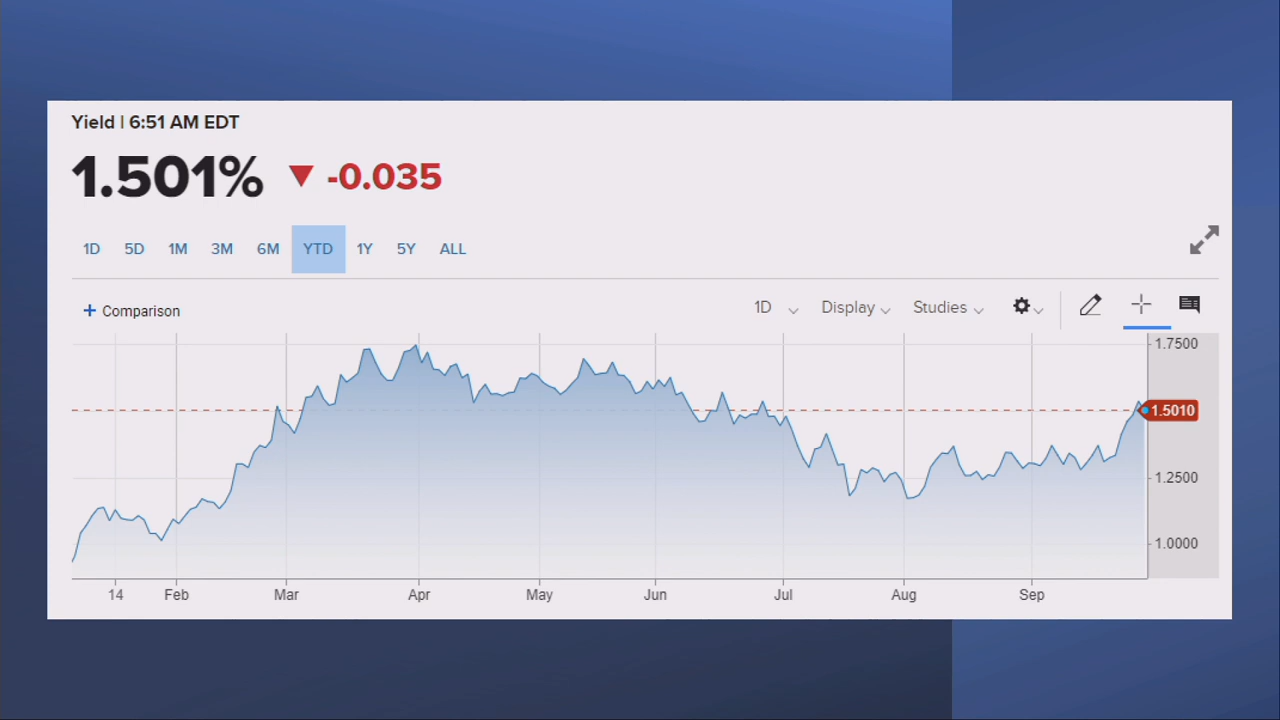 Yield | 6:51 AM EDT
1.501% ▼ -0.035
1D 5D 1M 3M 6M YTD 1Y 5Y ALL
+ Comparison 1D Display Studies
1.7500
1.5010
1.2500
1.0000
14 Feb Mar Apr May Jun Jul Aug Sep